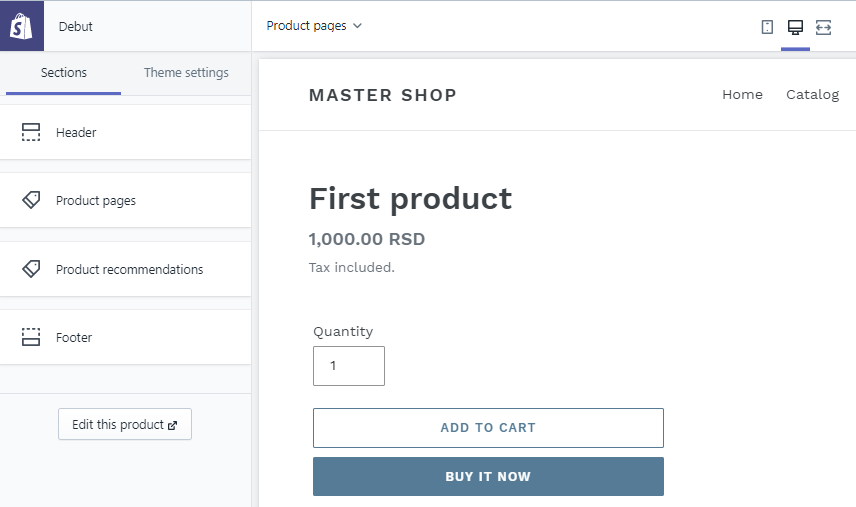 Debut
Product pages
Sections Theme settings
Header
Product pages
Product recommendations
Footer
Edit this product
MASTER SHOP
Home Catalog
First product
1,000.00 RSD
Tax included.
Quantity
1
ADD TO CART
BUY IT NOW